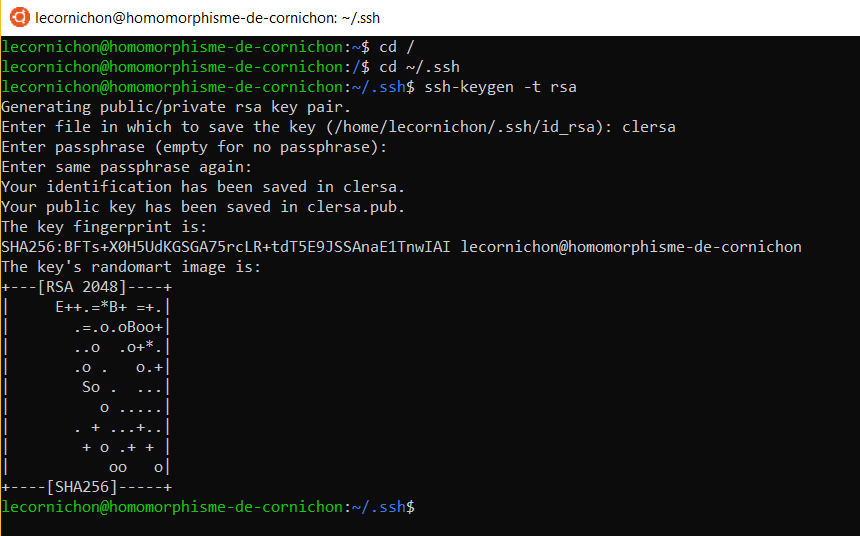 lecornichon@homomorphisme-de-cornichon: ~/.ssh
lecornichon@homomorphisme-de-cornichon:~$ cd /
lecornichon@homomorphisme-de-cornichon:/$ cd ~/.ssh
lecornichon@homomorphisme-de-cornichon:~/.ssh$ ssh-keygen -t rsa
Generating public/private rsa key pair.
Enter file in which to save the key (/home/lecornichon/.ssh/id_rsa): clersa
Enter passphrase (empty for no passphrase):
Enter same passphrase again:
Your identification has been saved in clersa.
Your public key has been saved in clersa.pub.
The key fingerprint is:
SHA256:BFTs+X0H5UdKGSGA75rcLR+tdT5E9JSSAnaE1TnwIAI lecornichon@homomorphisme-de-cornichon
The key's randomart image is:
+---[RSA 2048]----+
|     E++.=*B+ =+.|
|       .=.o.oBoo+|
|       ..o  .o+*.|
|       .o .   o.+|
|        So .  ...|
|          o .....|
|       . + ...+..|
|        + o .+ + |
|           oo   o|
+----[SHA256]-----+
lecornichon@homomorphisme-de-cornichon:~/.ssh$